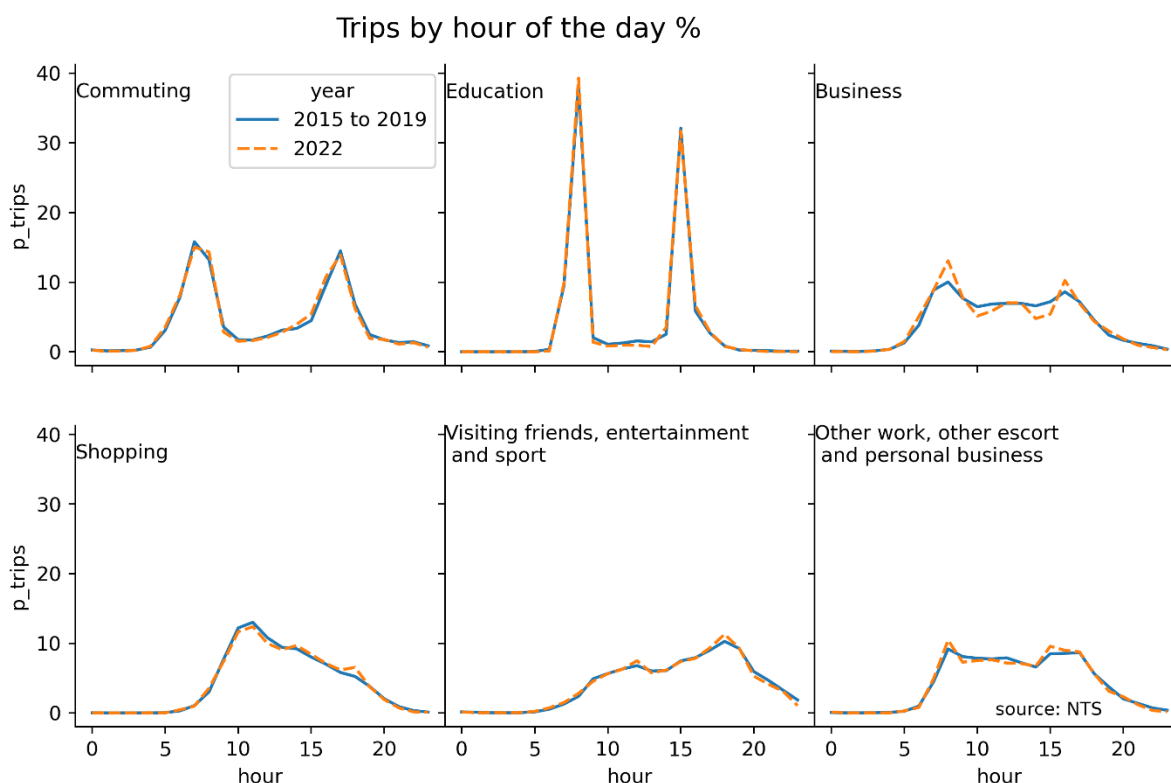 Trips by hour of the day %
40
30
20
10
0
p_trips
Commuting
year
2015 to 2019
2022
Education
Business
40
30
20
10
0
p_trips
Shopping
Visiting friends, entertainment
and sport
Other work, other escort
and personal business
source: NTS
0 5 10 15 20
0 5 10 15 20
0 5 10 15 20
hour
hour
hour